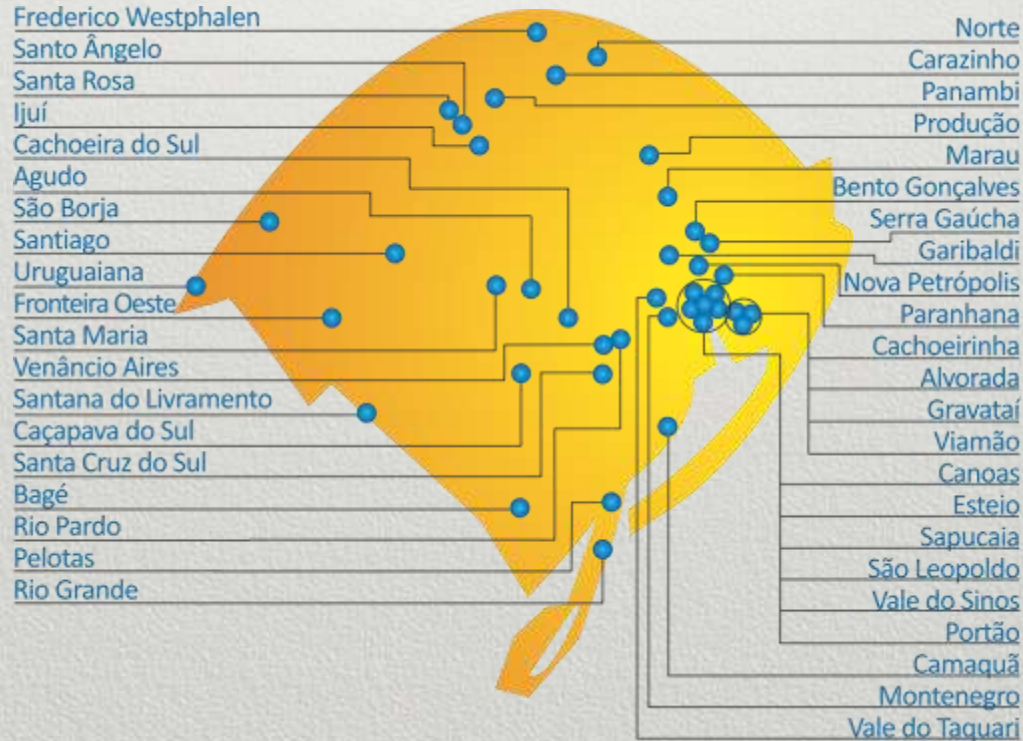 Frederico Westphalen
Santo Ângelo
Santa Rosa
Ijuí
Cachoeira do Sul
Agudo
São Borja
Santiago
Uruguaiana
Fronteira Oeste
Santa Maria
Venâncio Aires
Santana do Livramento
Caçapava do Sul
Santa Cruz do Sul
Bagé
Rio Pardo
Pelotas
Rio Grande
Norte
Carazinho
Panambi
Produção
Marau
Bento Gonçalves
Serra Gaúcha
Garibaldi
Nova Petrópolis
Paranhana
Cachoeirinha
Alvorada
Gravataí
Viamão
Canoas
Esteio
Sapucaia
São Leopoldo
Vale do Sinos
Portão
Camaquã
Montenegro
Vale do Taquari